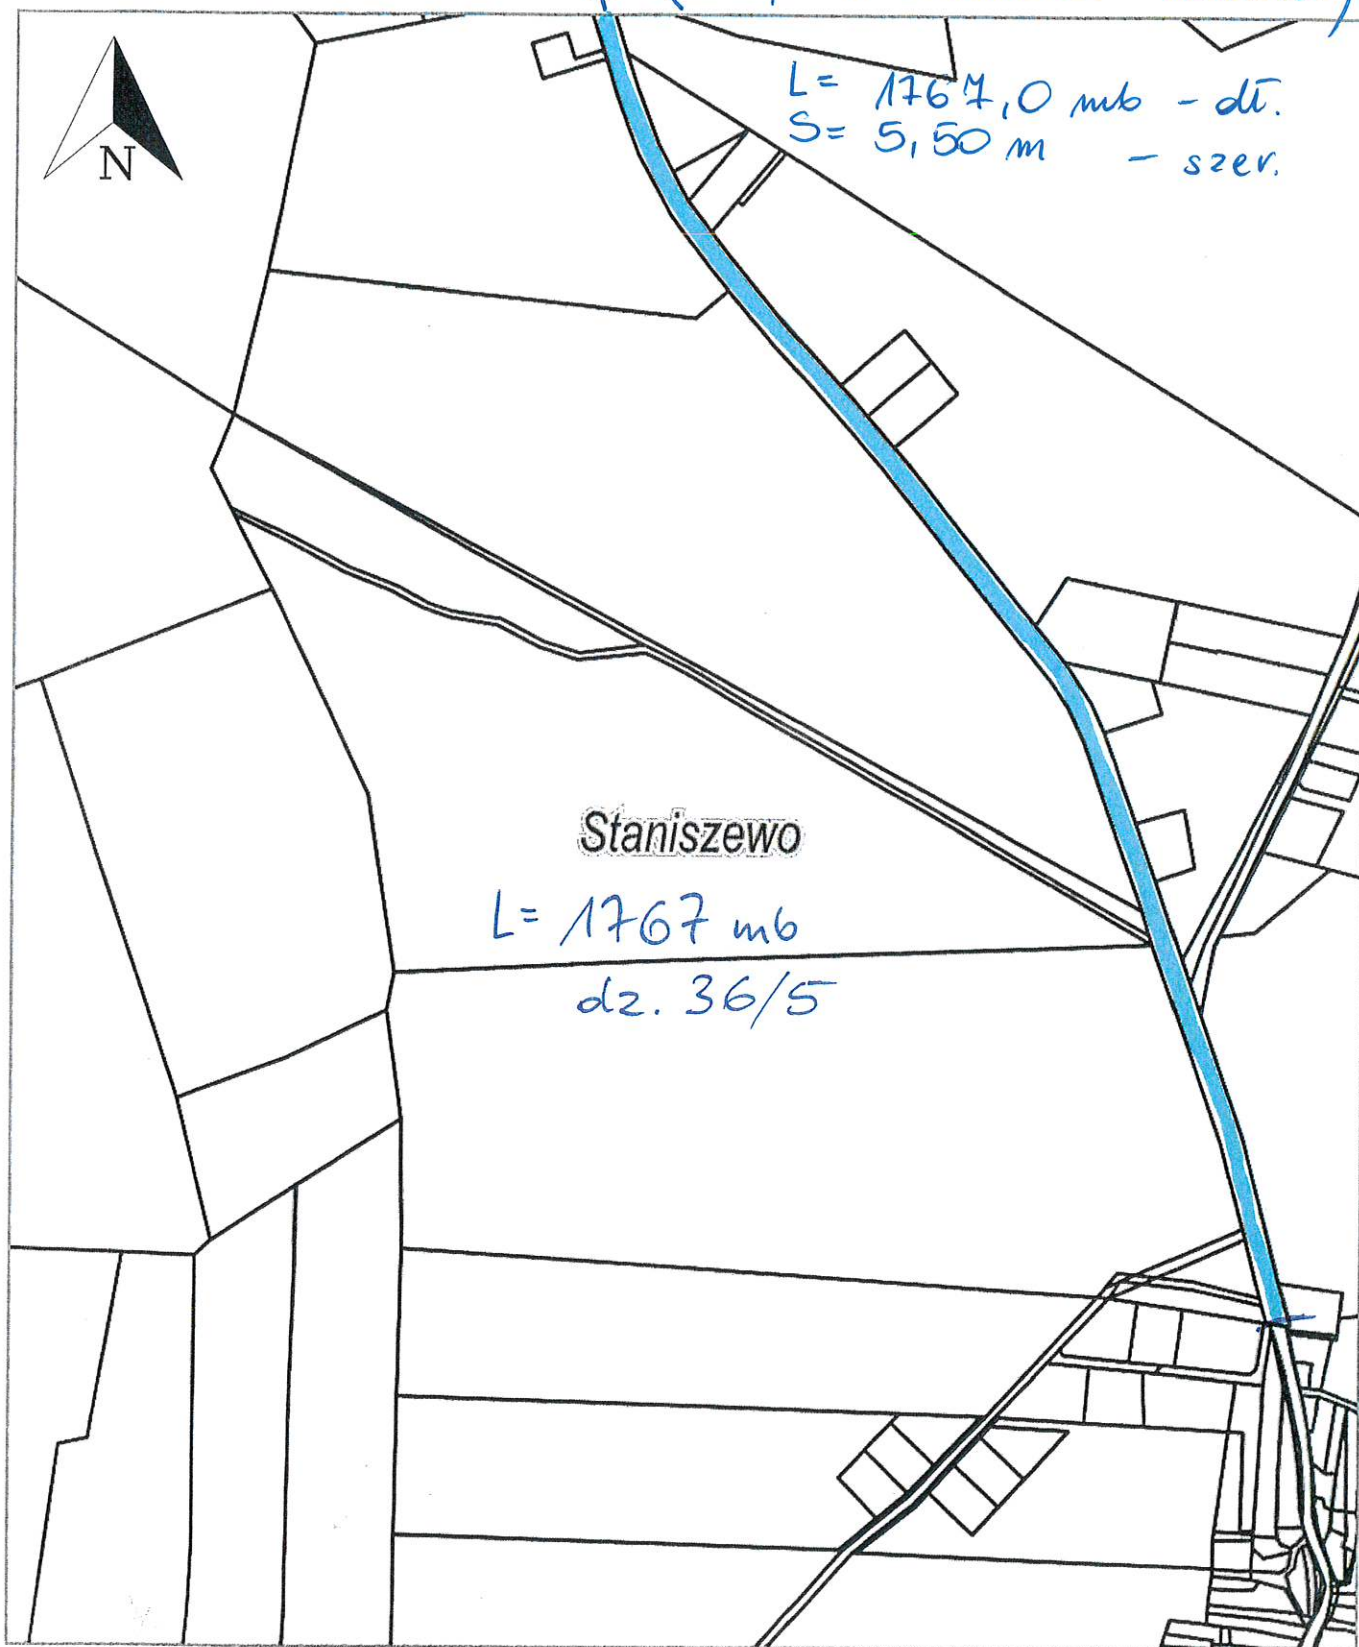 L= 1767,0 mb - dł.
S= 5,50 m - szer.
N
Staniszewo
L= 1767 mb
dz. 36/5